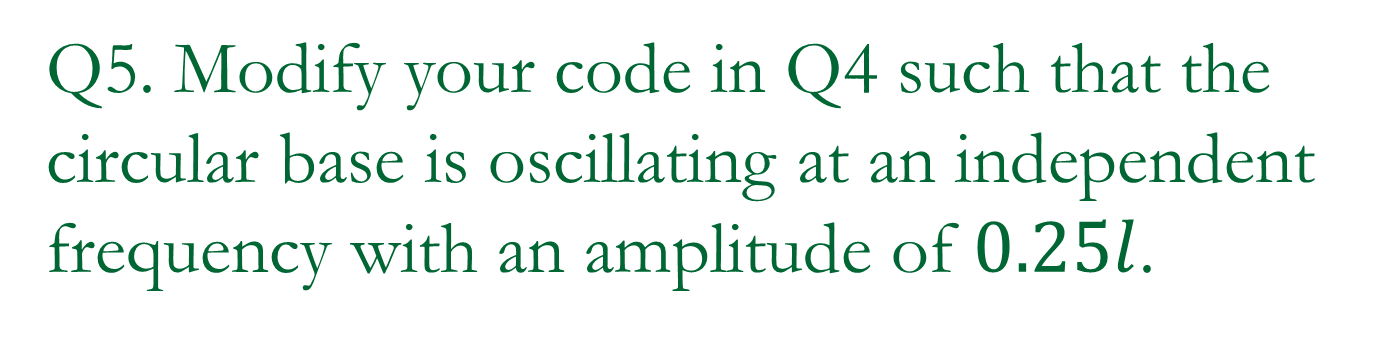 Q5. Modify your code in Q4 such that the
circular base is oscillating at an independent
frequency with an amplitude of 0.25𝑙.